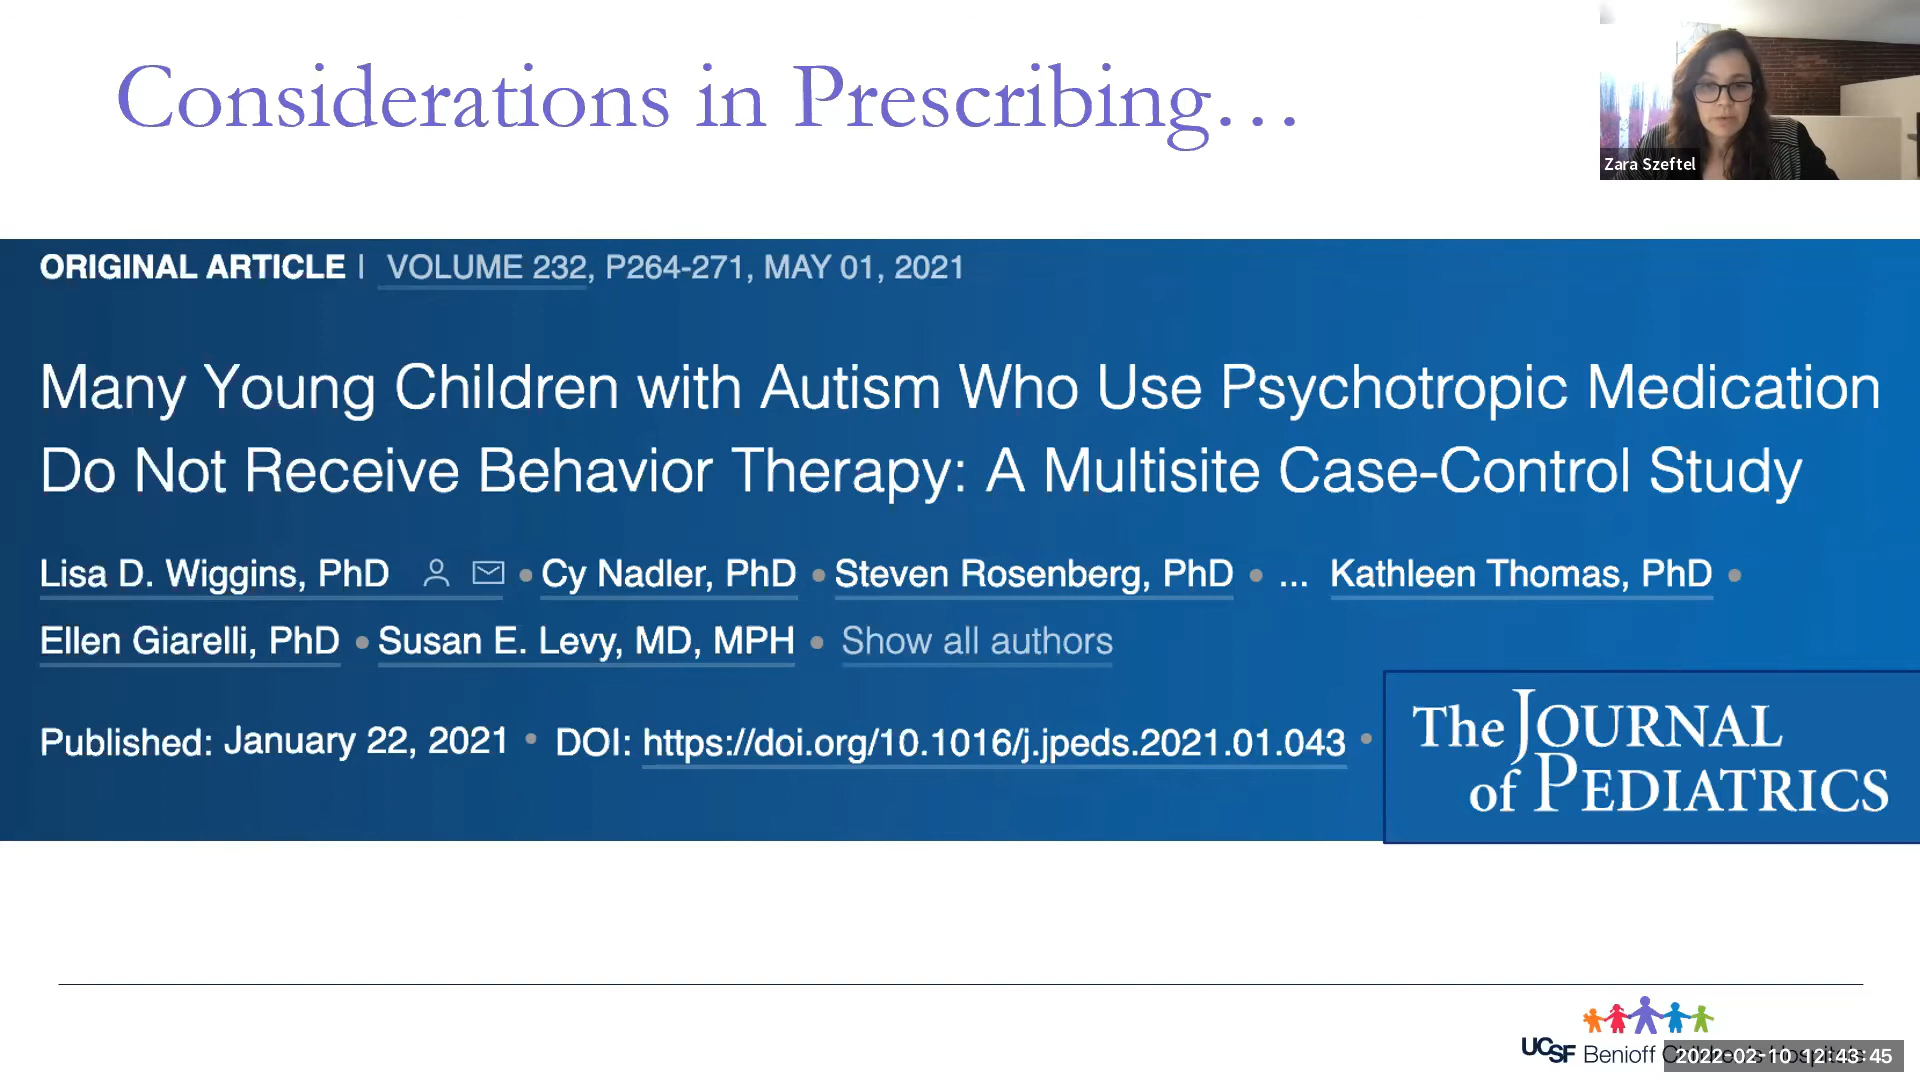 Considerations in Prescribing…
Zara Szeftel
ORIGINAL ARTICLE | VOLUME 232, P264-271, MAY 01, 2021
Many Young Children with Autism Who Use Psychotropic Medication
Do Not Receive Behavior Therapy: A Multisite Case-Control Study
Lisa D. Wiggins, PhD • Cy Nadler, PhD • Steven Rosenberg, PhD • ... Kathleen Thomas, PhD •
Ellen Giarelli, PhD • Susan E. Levy, MD, MPH • Show all authors
Published: January 22, 2021 • DOI: https://doi.org/10.1016/j.jpeds.2021.01.043 •
The JOURNAL
of PEDIATRICS
UCSF Benioff Children's Hospitals
2022-02-10 12:43:45